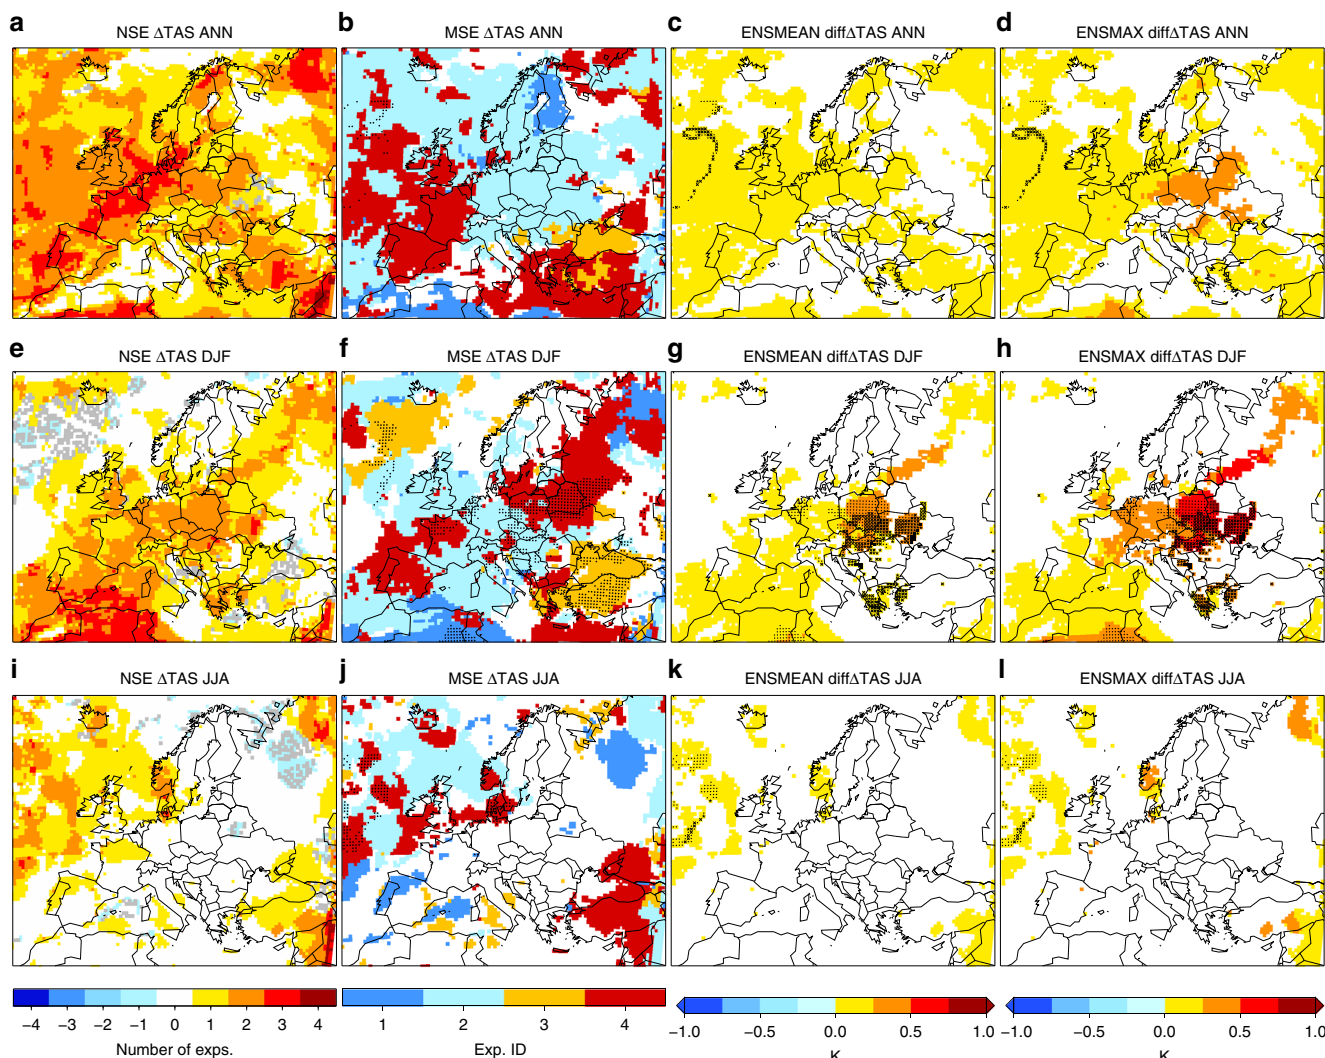 a NSE ΔTAS ANN
b MSE ΔTAS ANN
c ENSMEAN diffΔTAS ANN
d ENSMAX diffΔTAS ANN
e NSE ΔTAS DJF
f MSE ΔTAS DJF
g ENSMEAN diffΔTAS DJF
h ENSMAX diffΔTAS DJF
i NSE ΔTAS JJA
j MSE ΔTAS JJA
k ENSMEAN diffΔTAS JJA
l ENSMAX diffΔTAS JJA
−4 −3 −2 −1 0 1 2 3 4
Number of exps.
1 2 3 4
Exp. ID
−1.0 −0.5 0.0 0.5 1.0
K
−1.0 −0.5 0.0 0.5 1.0
K